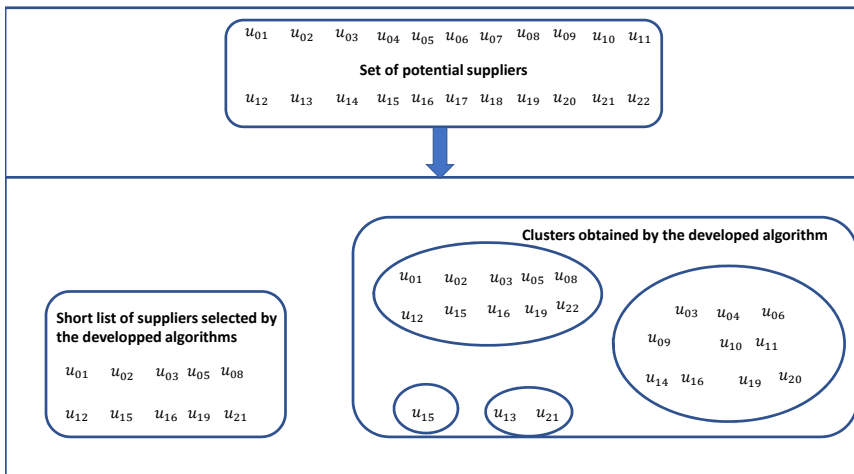 u01 u02 u03 u04 u05 u06 u07 u08 u09 u10 u11
Set of potential suppliers
u12 u13 u14 u15 u16 u17 u18 u19 u20 u21 u22
Short list of suppliers selected by
the developped algorithms
u01 u02 u03 u05 u08
u12 u15 u16 u19 u21
Clusters obtained by the developed algorithm
u01 u02 u03 u05 u08
u12 u15 u16 u19 u22
u03 u04 u06
u09 u10 u11
u14 u16 u19 u20
u15
u13 u21